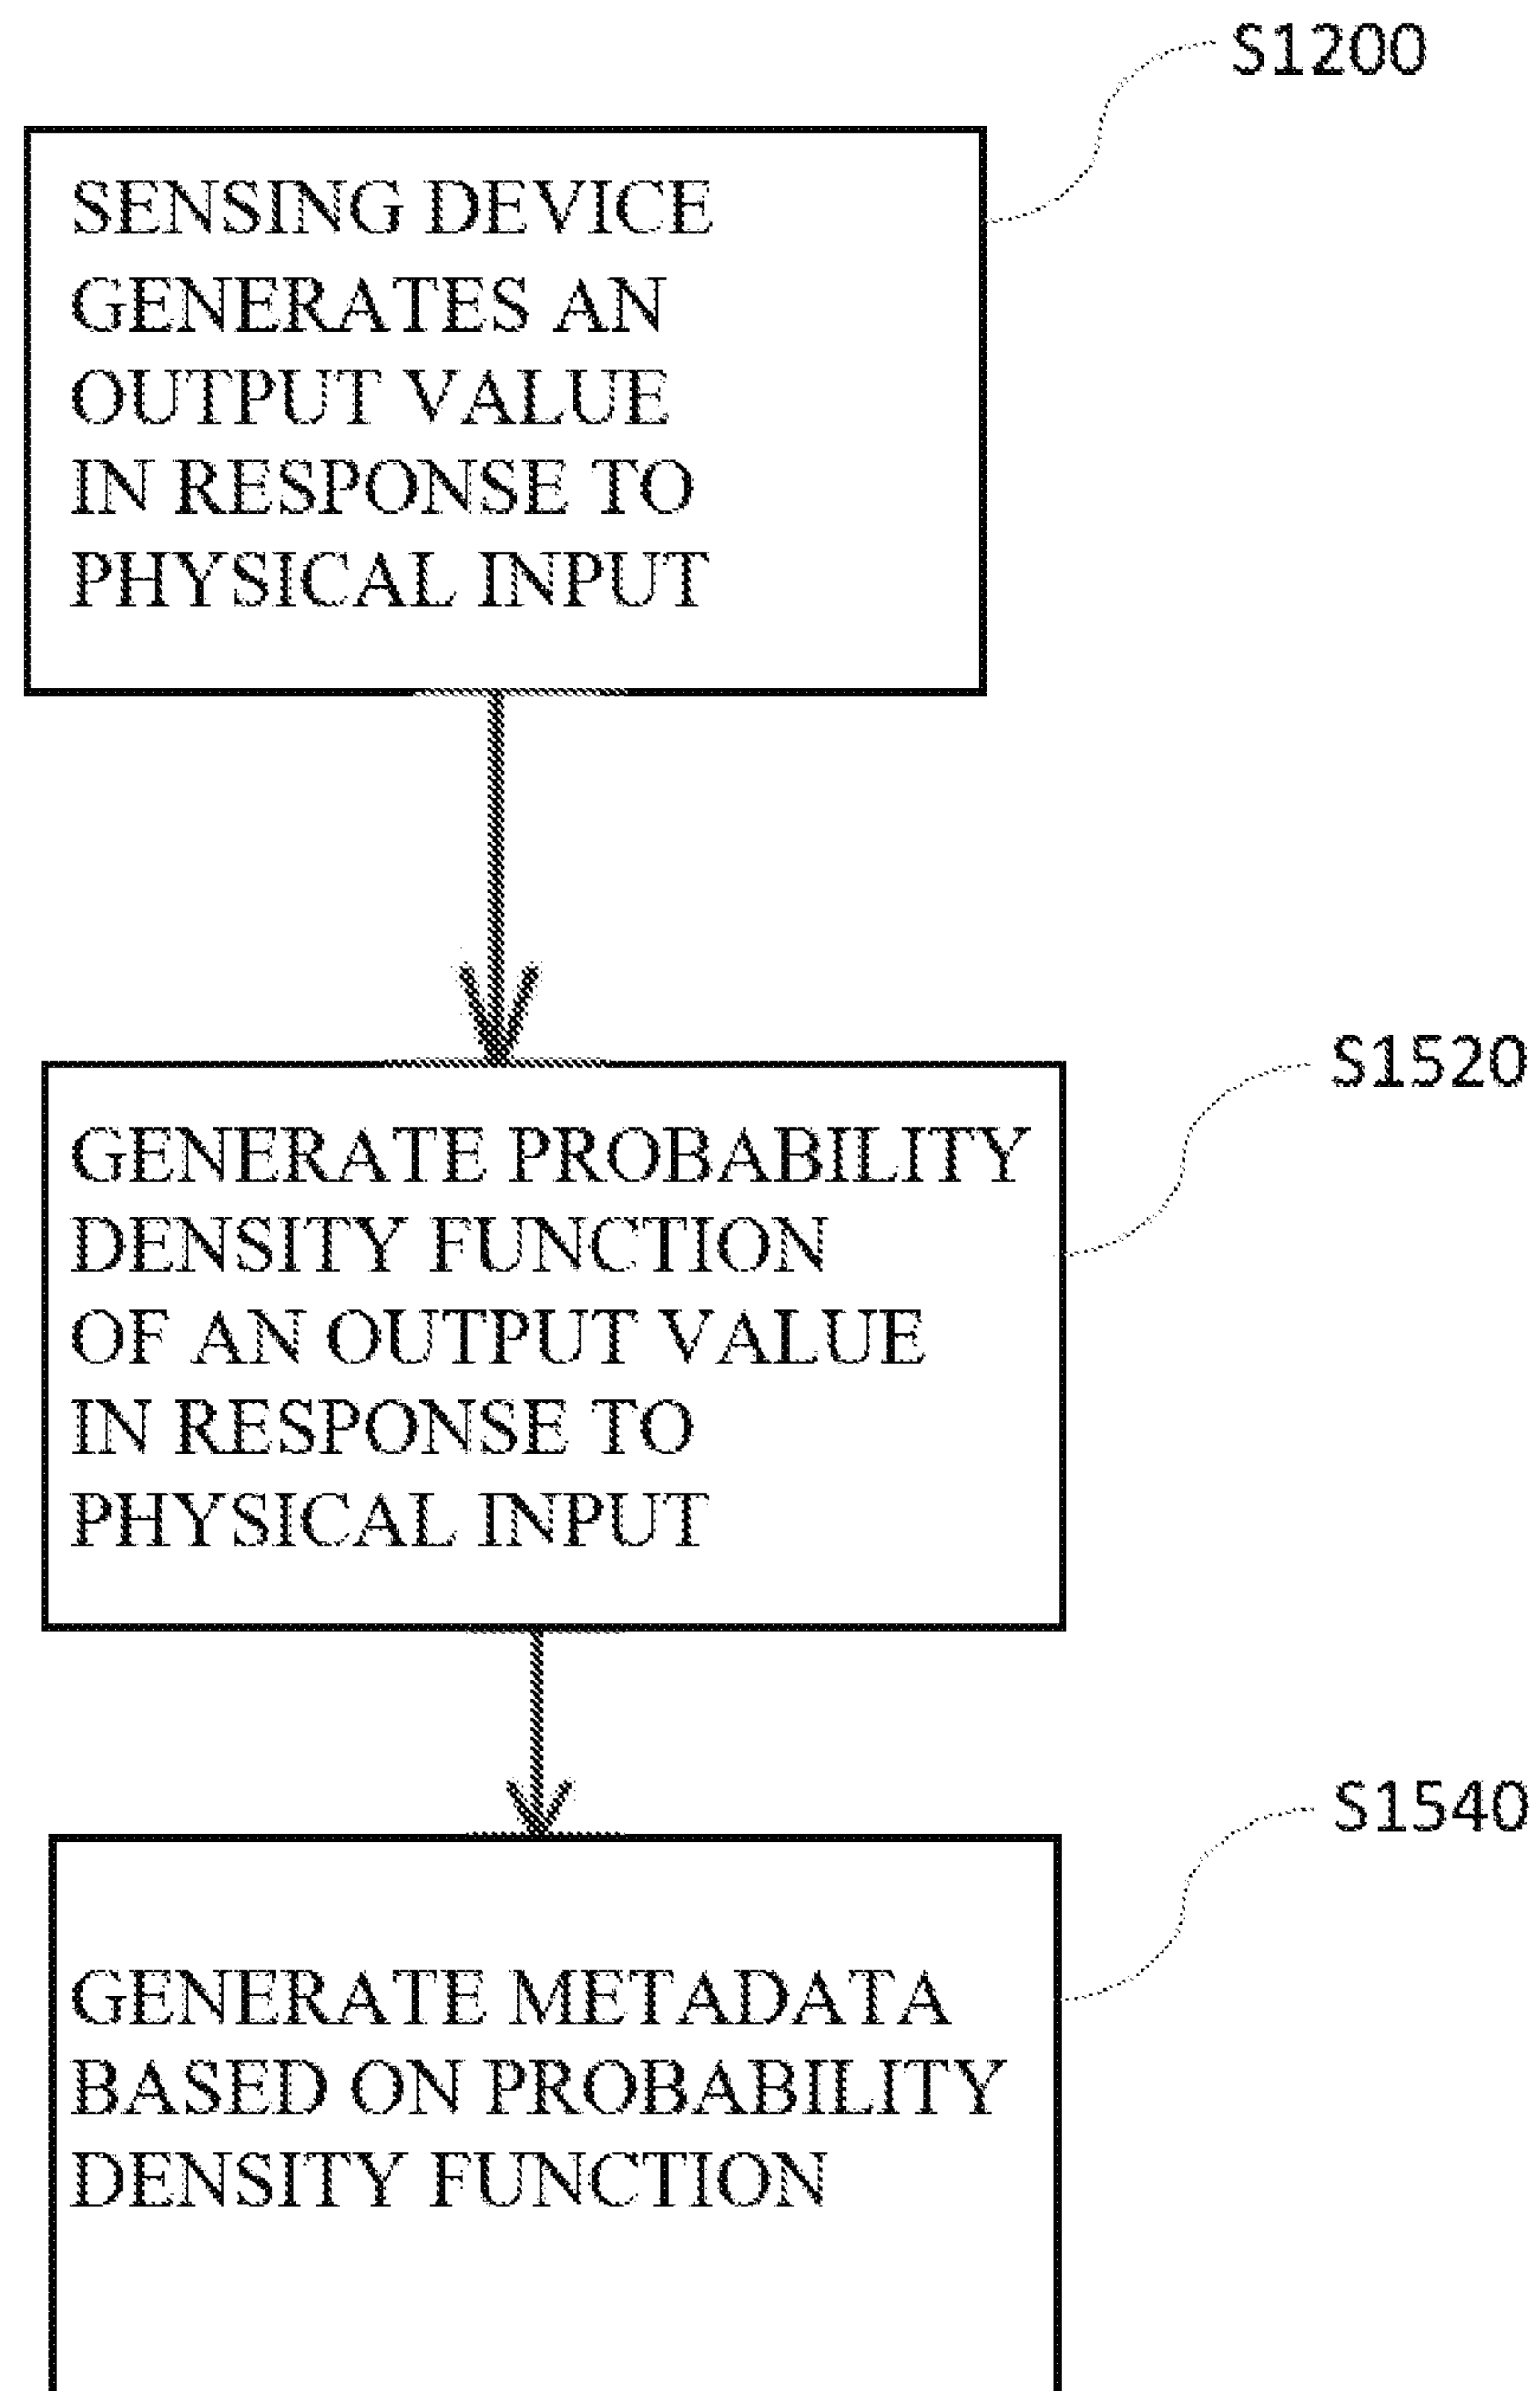 S1200
SENSING DEVICE
GENERATES AN
OUTPUT VALUE
IN RESPONSE TO
PHYSICAL INPUT
S1520
GENERATE PROBABILITY
DENSITY FUNCTION
OF AN OUTPUT VALUE
IN RESPONSE TO
PHYSICAL INPUT
S1540
GENERATE METADATA
BASED ON PROBABILITY
DENSITY FUNCTION